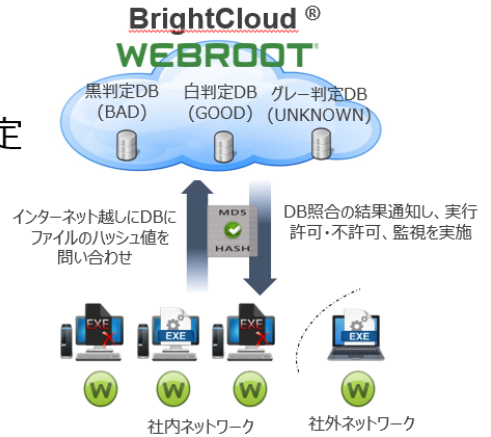 BrightCloud ®
WEBROOT
黒判定DB
(BAD)
白判定DB
(GOOD)
グレー判定DB
(UNKNOWN)
定
インターネット越しにDBに
ファイルのハッシュ値を
問い合わせ
MD5
HASH
DB照合の結果通知し、実行
許可・不許可、監視を実施
EXE
EXE
EXE
EXE
W
W
W
W
社内ネットワーク
社外ネットワーク